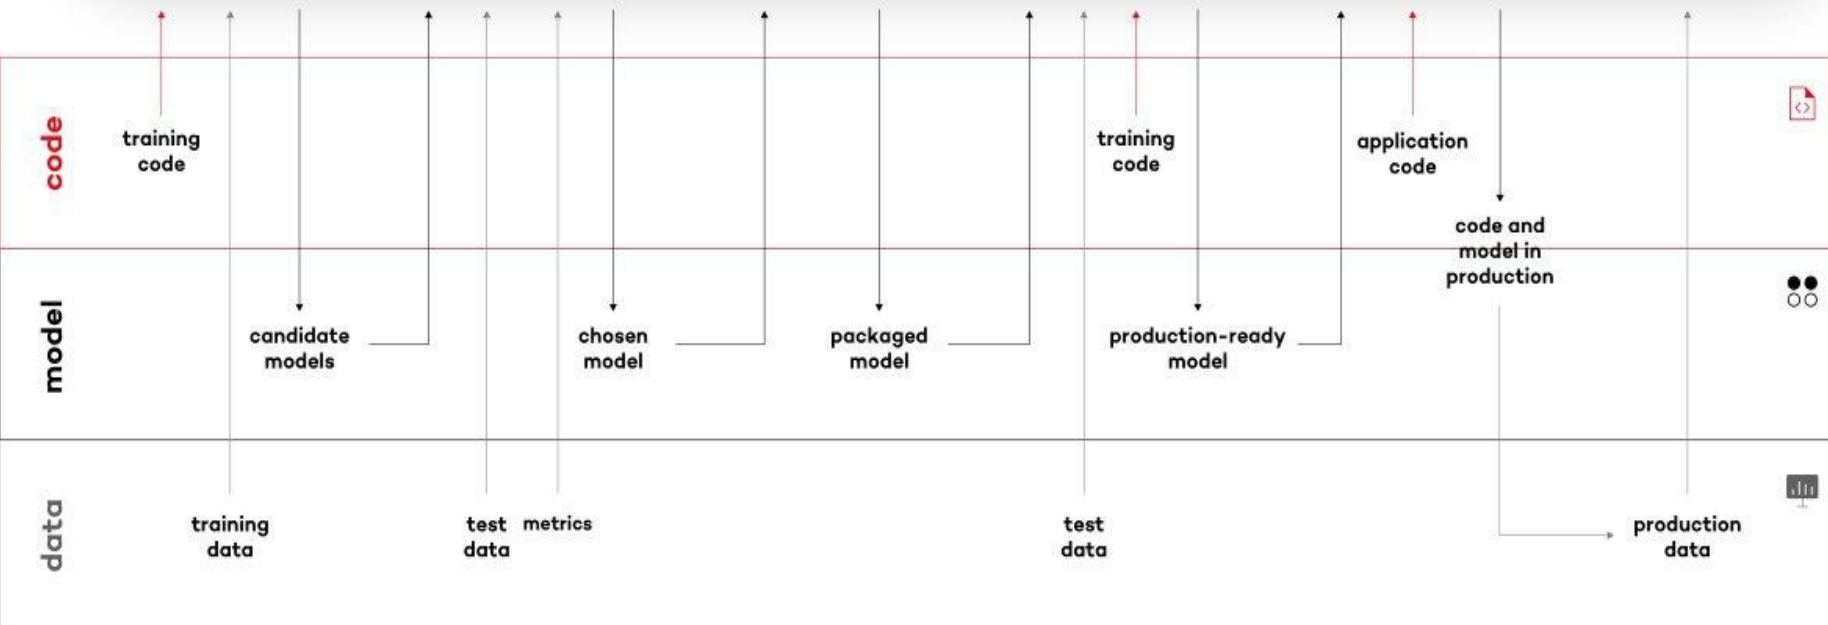 code
training
code
training
code
application
code
code and
model in
production
model
candidate
models
chosen
model
packaged
model
production-ready
model
data
training
data
test
data
metrics
test
data
production
data